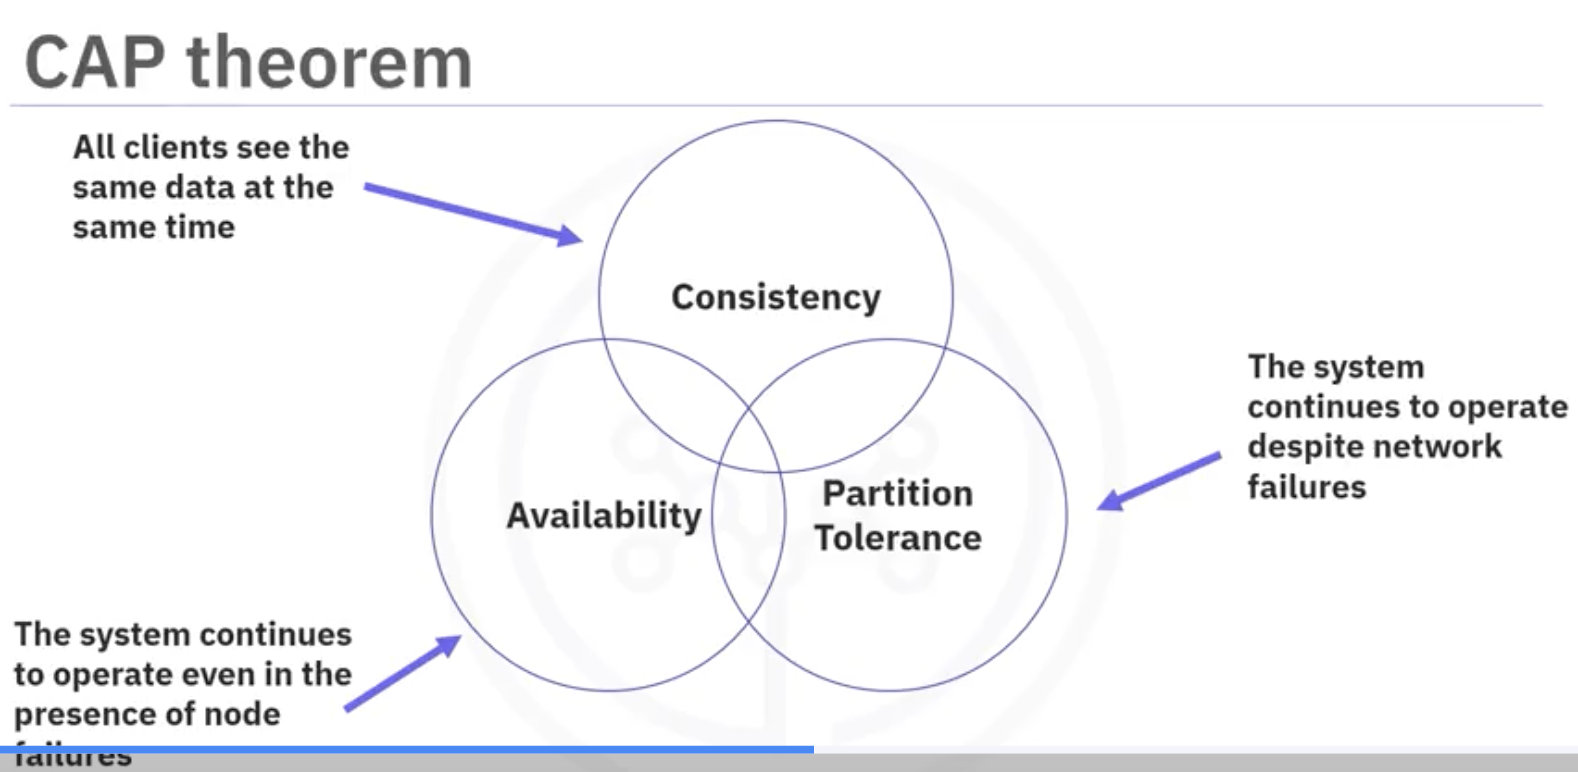 CAP theorem
All clients see the
same data at the
same time
Consistency
The system
continues to operate
despite network
failures
Availability
Partition
Tolerance
The system continues
to operate even in the
presence of node
failures